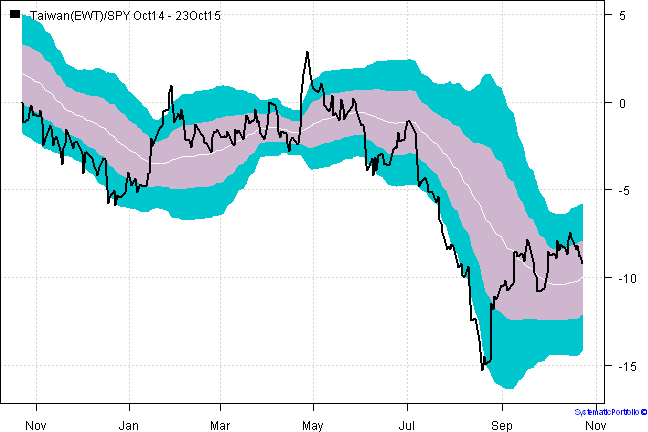 Taiwan(EWT)/SPY Oct14 - 23Oct15
5
0
-5
-10
-15
SystematicPortfolio ©
Nov Jan Mar May Jul Sep Nov